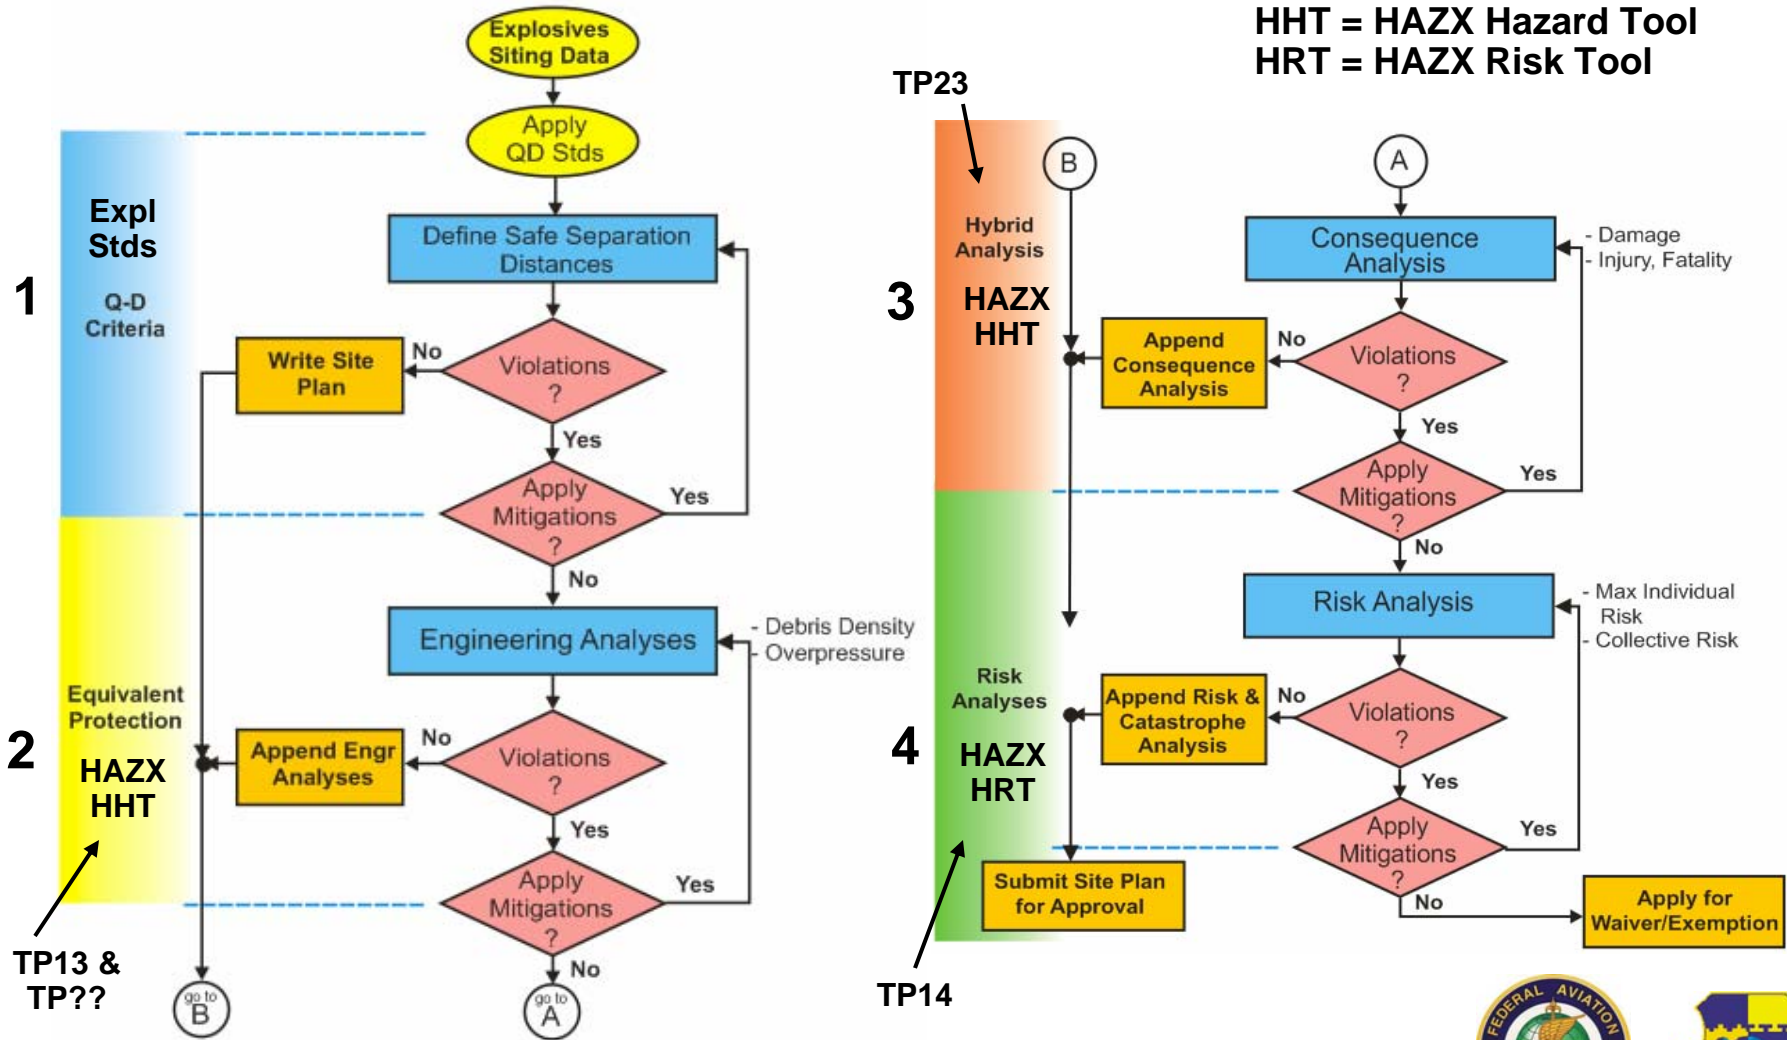 HHT = HAZX Hazard Tool
HRT = HAZX Risk Tool
Explosives
Siting Data
Apply
QD Stds
1
Expl
Stds
Q-D
Criteria
Define Safe Separation
Distances
Violations
?
No
Write Site
Plan
Yes
Apply
Mitigations
?
Yes
No
2
Equivalent
Protection
HAZX
HHT
TP13 &
TP??
Engineering Analyses
- Debris Density
- Overpressure
Violations
?
No
Append Engr
Analyses
Yes
Apply
Mitigations
?
Yes
No
go to
B
go to
A
TP23
3
Hybrid
Analysis
HAZX
HHT
B
A
Consequence
Analysis
- Damage
- Injury, Fatality
Violations
?
No
Append
Consequence
Analysis
Yes
Apply
Mitigations
?
Yes
No
4
Risk
Analyses
HAZX
HRT
TP14
Risk Analysis
- Max Individual
Risk
- Collective Risk
Violations
?
No
Append Risk &
Catastrophe
Analysis
Yes
Apply
Mitigations
?
Yes
No
Submit Site Plan
for Approval
Apply for
Waiver/Exemption
FEDERAL AVIATION